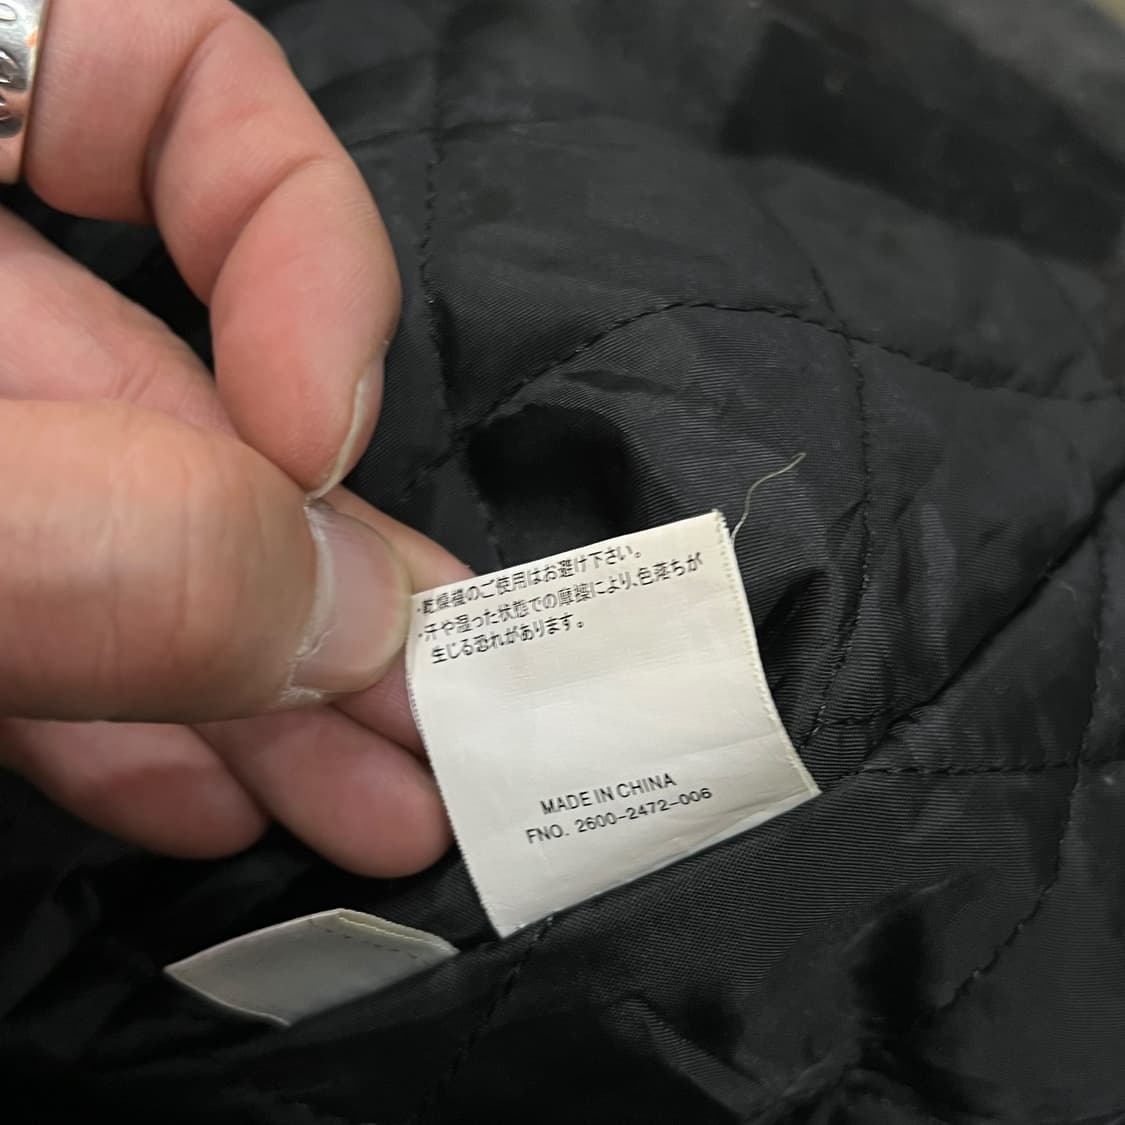 ・乾燥機のご使用はお避け下さい。
・汗や湿った状態での摩擦により、色落ちが
生じる恐れがあります。
MADE IN CHINA
FNO. 2600-2472-006